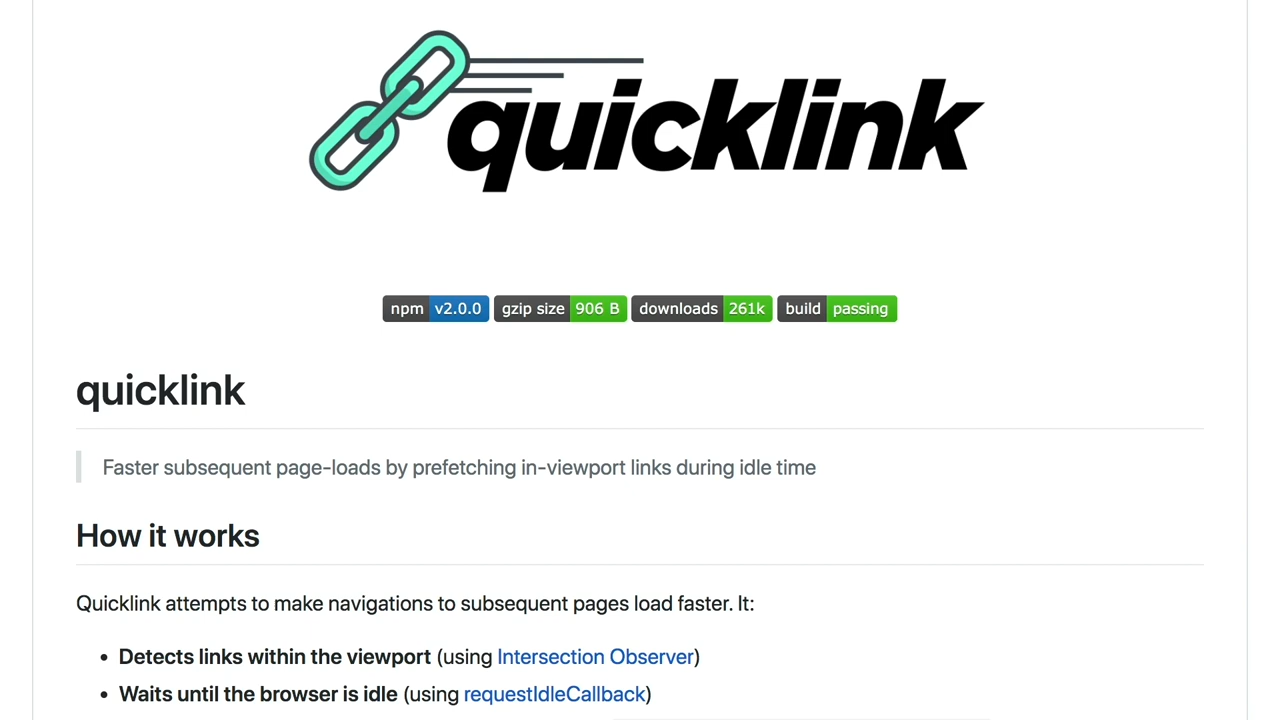 quicklink
npm v2.0.0 gzip size 906 B downloads 261k build passing
quicklink
Faster subsequent page-loads by prefetching in-viewport links during idle time
How it works
Quicklink attempts to make navigations to subsequent pages load faster. It:
• Detects links within the viewport (using Intersection Observer)
• Waits until the browser is idle (using requestIdleCallback)